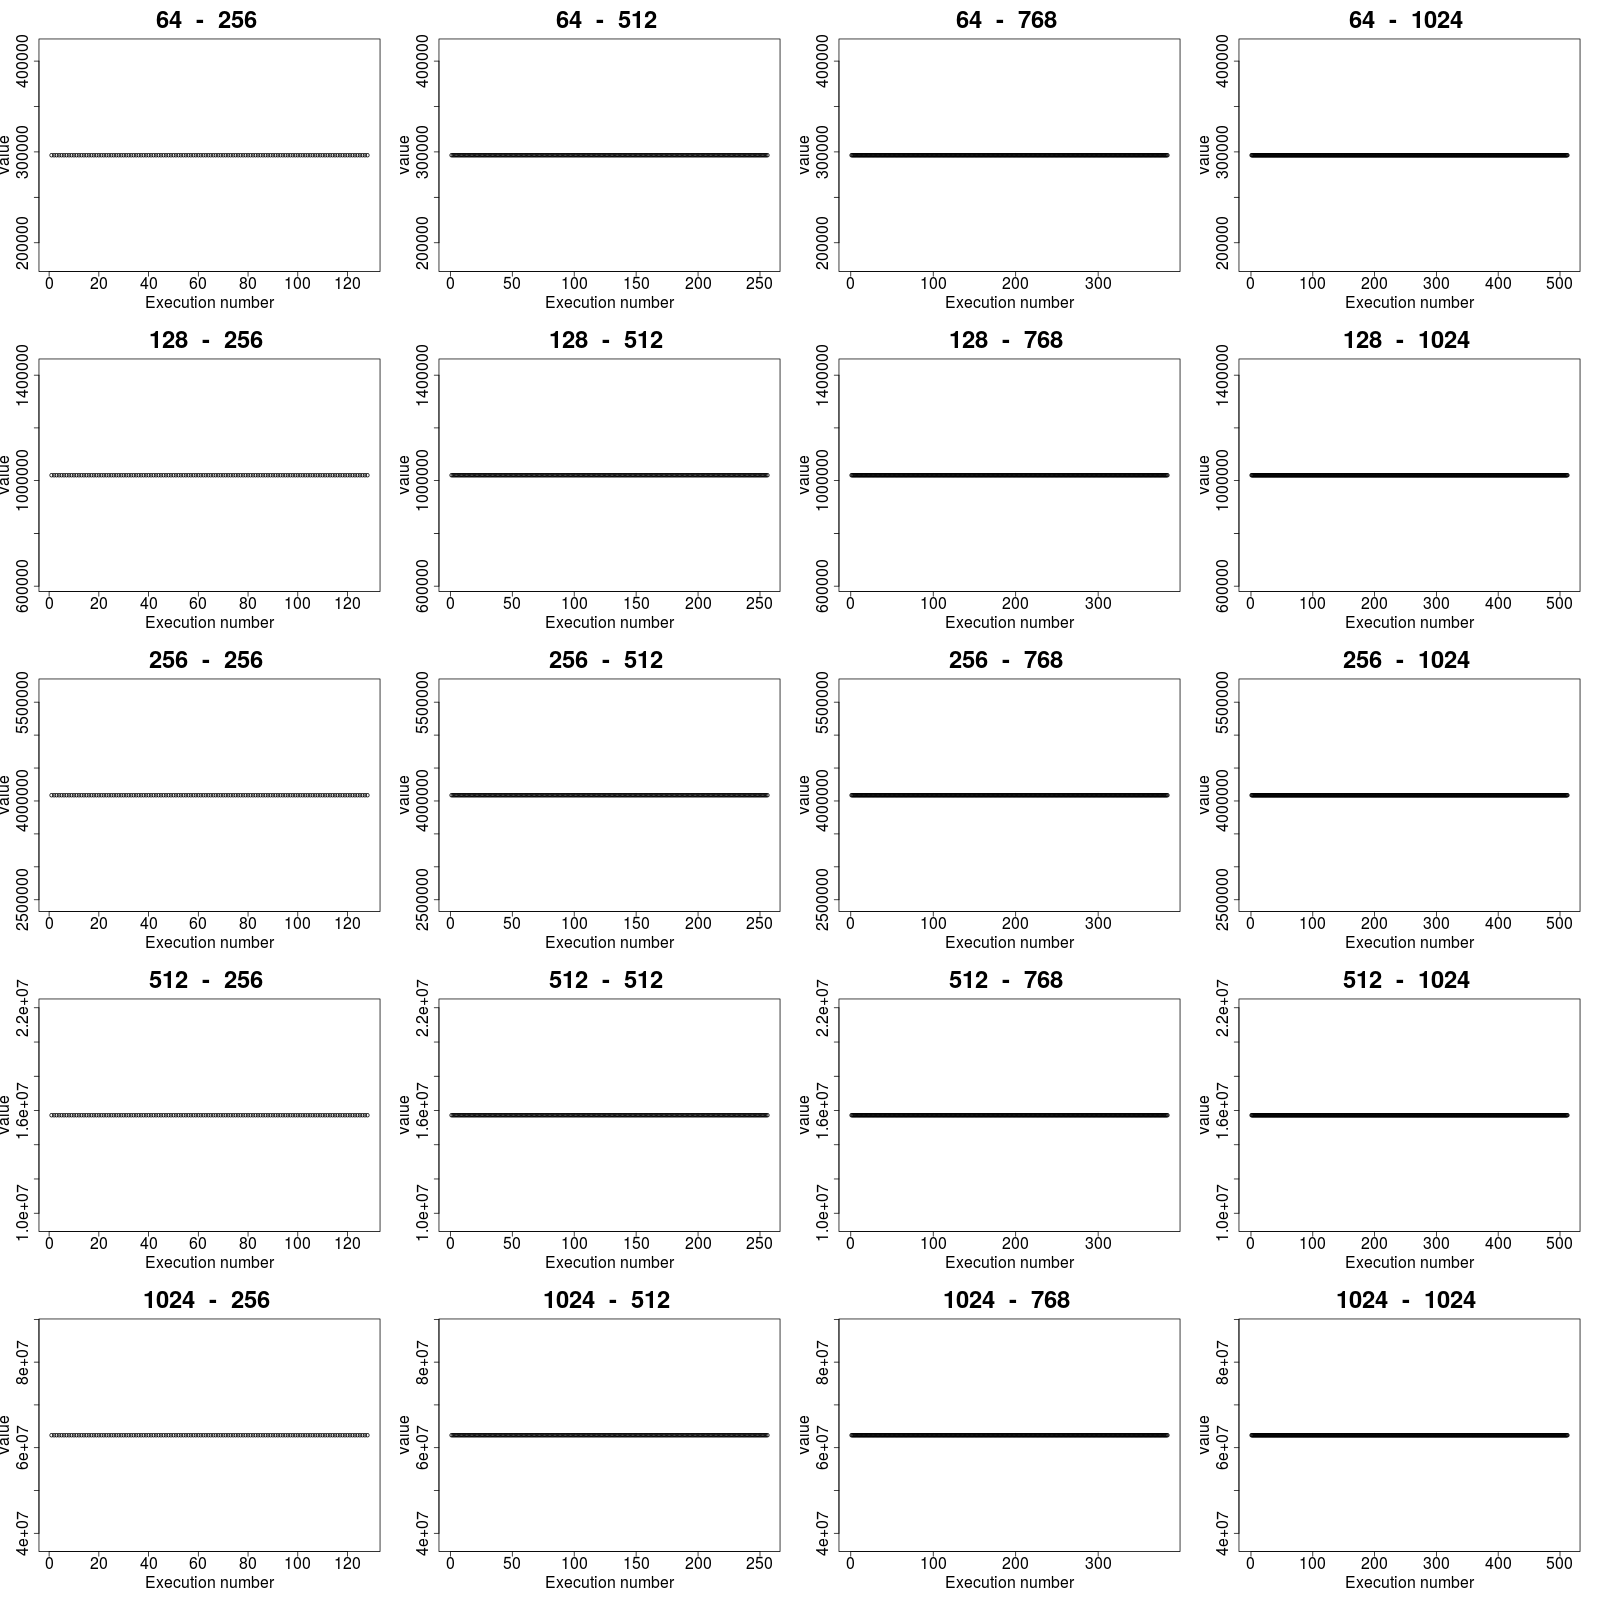 64 - 256
400000
300000
200000
value
0 20 40 60 80 100 120
Execution number
64 - 512
400000
300000
200000
value
0 50 100 150 200 250
Execution number
64 - 768
400000
300000
200000
value
0 100 200 300
Execution number
64 - 1024
400000
300000
200000
value
0 100 200 300 400 500
Execution number
128 - 256
1400000
1000000
600000
value
0 20 40 60 80 100 120
Execution number
128 - 512
1400000
1000000
600000
value
0 50 100 150 200 250
Execution number
128 - 768
1400000
1000000
600000
value
0 100 200 300
Execution number
128 - 1024
1400000
1000000
600000
value
0 100 200 300 400 500
Execution number
256 - 256
5500000
4000000
2500000
value
0 20 40 60 80 100 120
Execution number
256 - 512
5500000
4000000
2500000
value
0 50 100 150 200 250
Execution number
256 - 768
5500000
4000000
2500000
value
0 100 200 300
Execution number
256 - 1024
5500000
4000000
2500000
value
0 100 200 300 400 500
Execution number
512 - 256
2.2e+07
1.6e+07
1.0e+07
value
0 20 40 60 80 100 120
Execution number
512 - 512
2.2e+07
1.6e+07
1.0e+07
value
0 50 100 150 200 250
Execution number
512 - 768
2.2e+07
1.6e+07
1.0e+07
value
0 100 200 300
Execution number
512 - 1024
2.2e+07
1.6e+07
1.0e+07
value
0 100 200 300 400 500
Execution number
1024 - 256
8e+07
6e+07
4e+07
value
0 20 40 60 80 100 120
Execution number
1024 - 512
8e+07
6e+07
4e+07
value
0 50 100 150 200 250
Execution number
1024 - 768
8e+07
6e+07
4e+07
value
0 100 200 300
Execution number
1024 - 1024
8e+07
6e+07
4e+07
value
0 100 200 300 400 500
Execution number